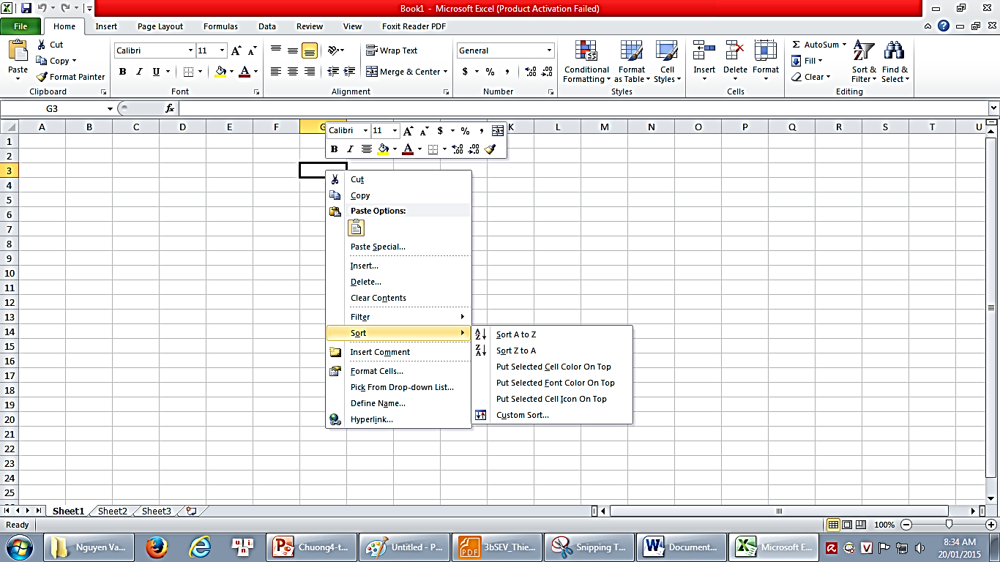 Book1 - Microsoft Excel (Product Activation Failed)
File Home Insert Page Layout Formulas Data Review View Foxit Reader PDF
Paste
Cut
Copy
Format Painter
Clipboard
Calibri 11
B I U
Font
Wrap Text
Merge & Center
Alignment
General
$ % ,
Number
Conditional Formatting
Format as Table
Cell Styles
Styles
Insert Delete Format
Cells
Σ AutoSum
Fill
Clear
Sort & Filter
Find & Select
Editing
G3 fx
A B C D E F G K L M N O P Q R S T U
Calibri 11 A A $ % ,
B I A
1
2
3
4
5
6
7
8
9
10
11
12
13
14
15
16
17
18
19
20
21
22
23
24
25
Cut
Copy
Paste Options:
Paste Special...
Insert...
Delete...
Clear Contents
Filter
Sort
Insert Comment
Format Cells...
Pick From Drop-down List...
Define Name...
Hyperlink...
Sort A to Z
Sort Z to A
Put Selected Cell Color On Top
Put Selected Font Color On Top
Put Selected Cell Icon On Top
Custom Sort...
Sheet1 Sheet2 Sheet3
Ready 100%
Nguyen Va... Chuong4-t... Untitled - P... 3bSEV_Thie... Snipping T... Document... Microsoft E... 8:34 AM
20/01/2015